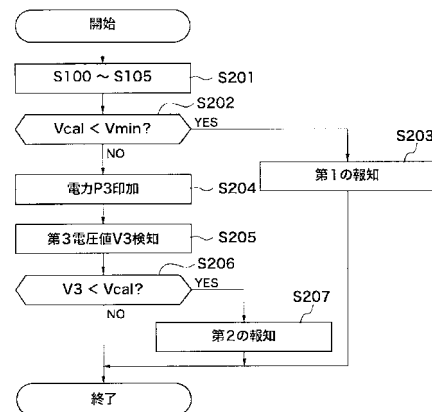 開始
S100 ~ S105
S201
S202
Vcal < Vmin?
YES
NO
S203
第1の報知
電力P3印加
S204
第3電圧値V3検知
S205
S206
V3 < Vcal?
YES
NO
S207
第2の報知
終了